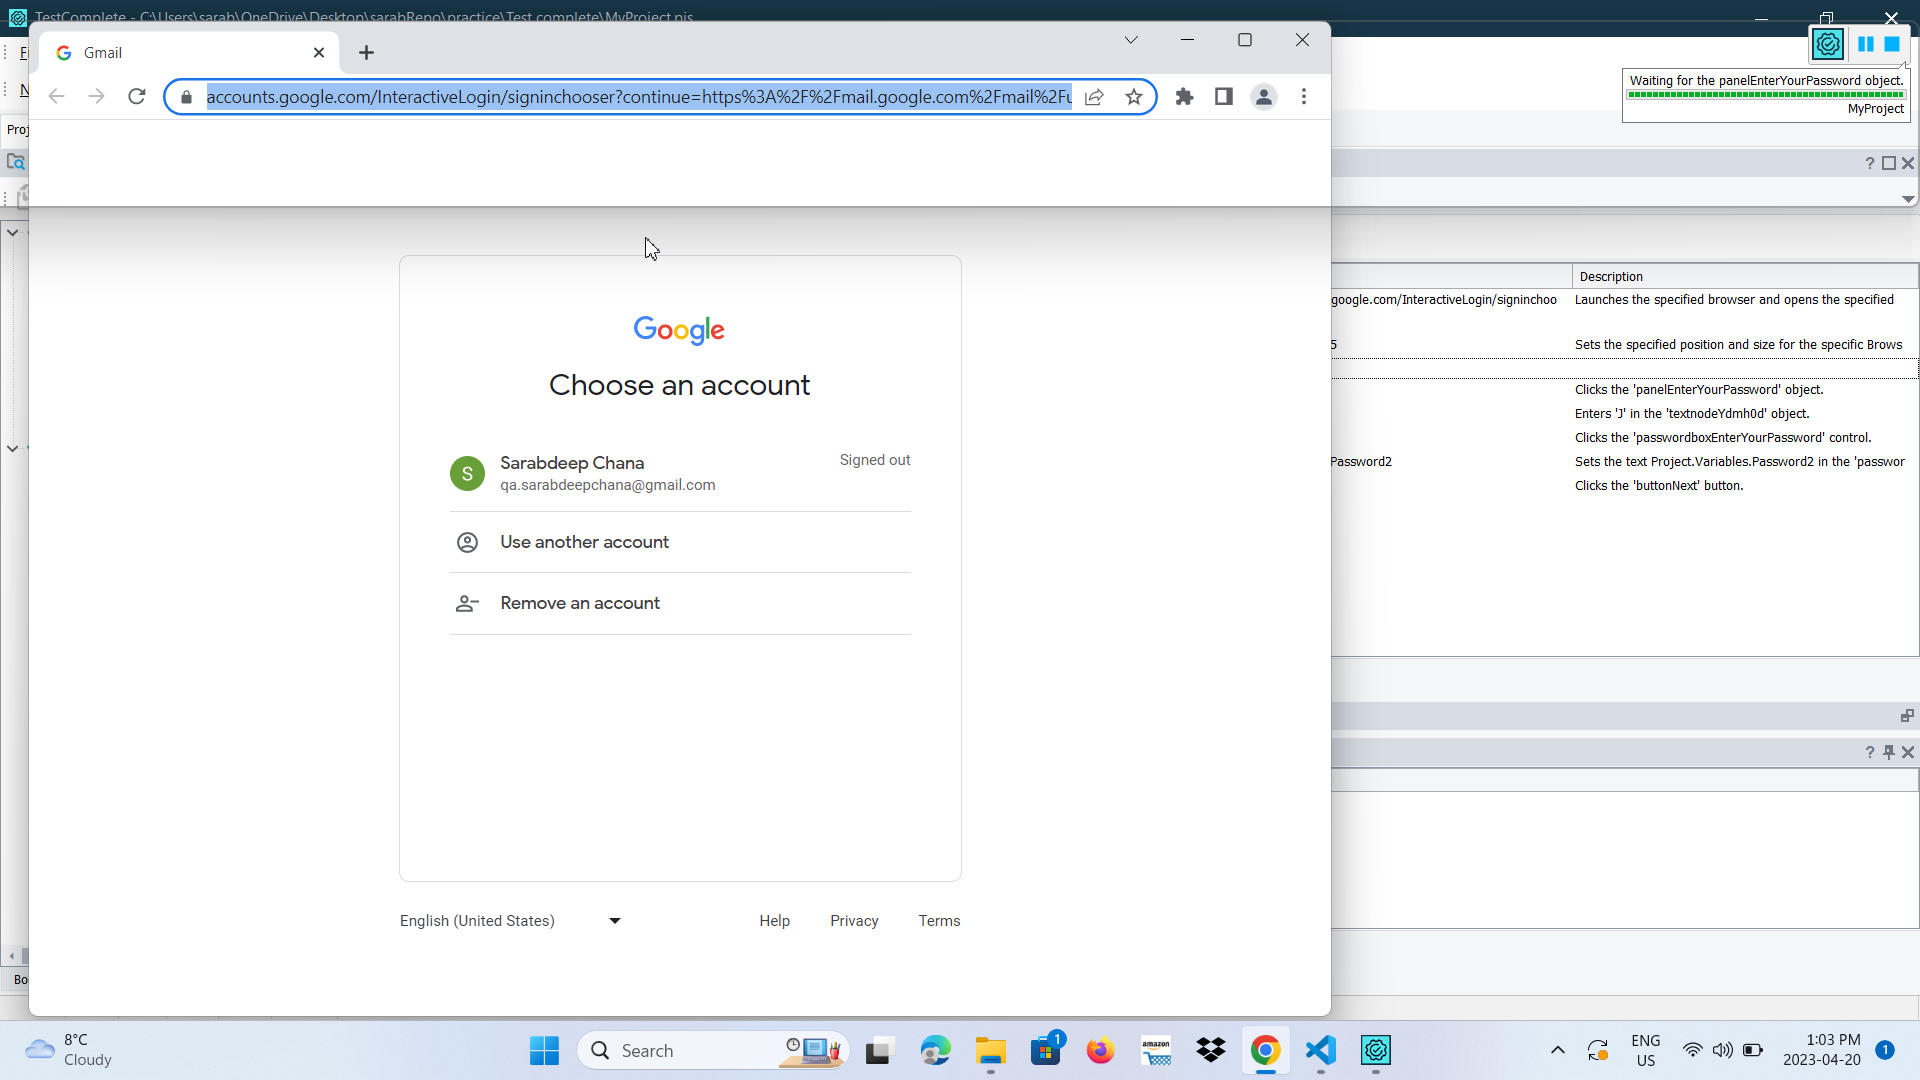 TestComplete - C:\Users\sarah\OneDrive\Desktop\sarahRepo\practice\Test complete\MyProject.pjs
Gmail
accounts.google.com/InteractiveLogin/signinchooser?continue=https%3A%2F%2Fmail.google.com%2Fmail%2Fu
Waiting for the panelEnterYourPassword object.
MyProject
Proj
Google
Choose an account
S
Sarabdeep Chana
Signed out
qa.sarabdeepchana@gmail.com
Use another account
Remove an account
English (United States)
Help
Privacy
Terms
Description
google.com/InteractiveLogin/signinchoo
Launches the specified browser and opens the specified
5
Sets the specified position and size for the specific Brows
Clicks the 'panelEnterYourPassword' object.
Enters 'J' in the 'textnodeYdmh0d' object.
Clicks the 'passwordboxEnterYourPassword' control.
Password2
Sets the text Project.Variables.Password2 in the 'passwor
Clicks the 'buttonNext' button.
Bo
8°C
Cloudy
Search
amazon
1
ENG
US
1:03 PM
2023-04-20
1